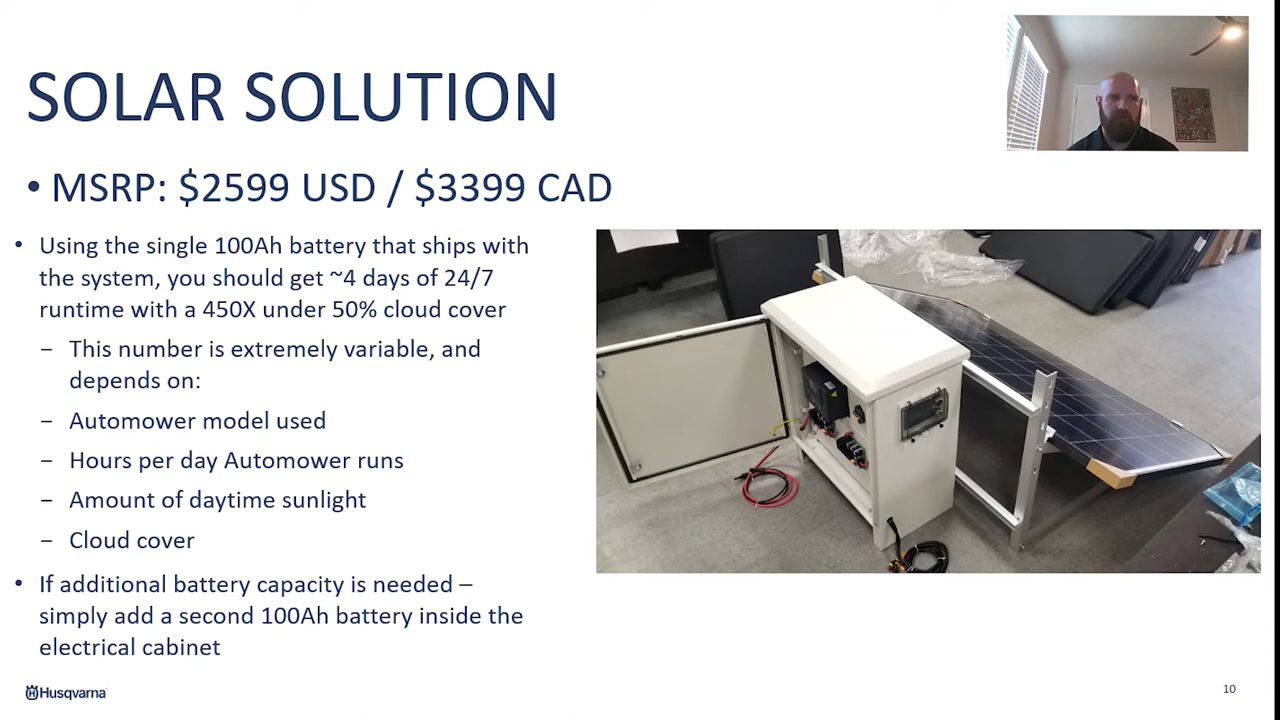 SOLAR SOLUTION
• MSRP: $2599 USD / $3399 CAD
• Using the single 100Ah battery that ships with
the system, you should get ~4 days of 24/7
runtime with a 450X under 50% cloud cover
− This number is extremely variable, and
depends on:
− Automower model used
− Hours per day Automower runs
− Amount of daytime sunlight
− Cloud cover
• If additional battery capacity is needed –
simply add a second 100Ah battery inside the
electrical cabinet
Husqvarna
10